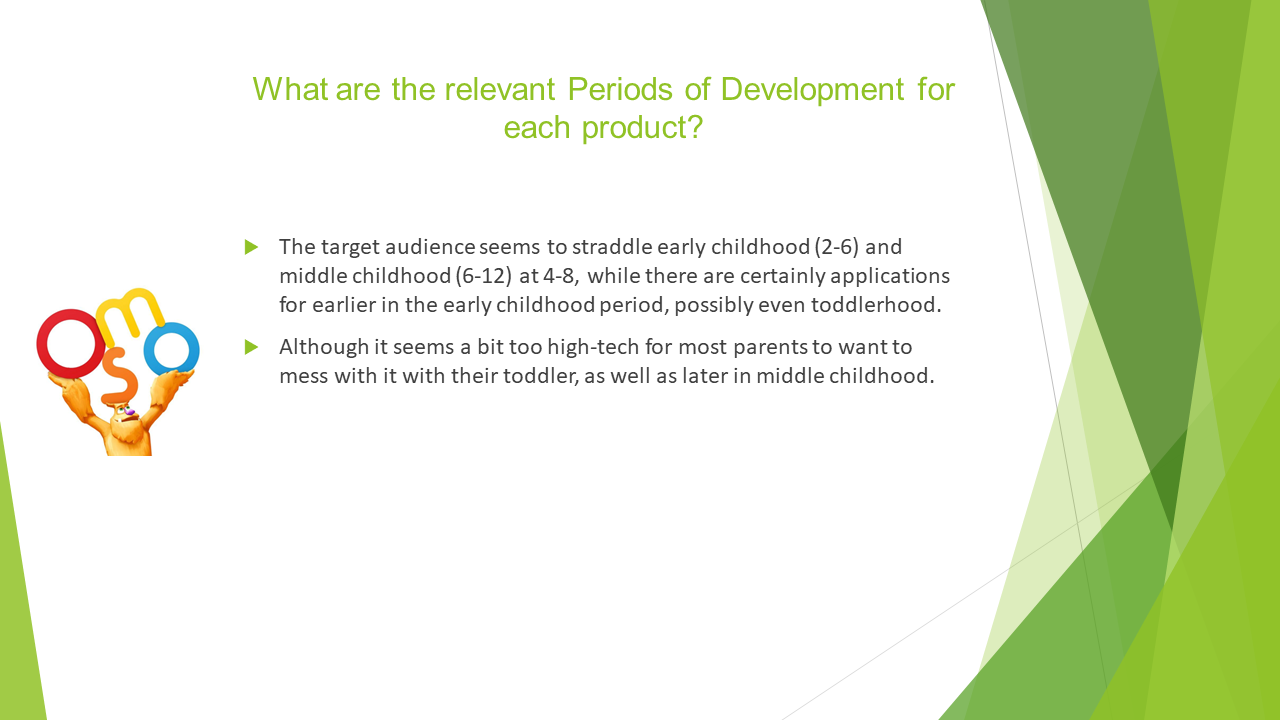 What are the relevant Periods of Development for
each product?
The target audience seems to straddle early childhood (2-6) and
middle childhood (6-12) at 4-8, while there are certainly applications
for earlier in the early childhood period, possibly even toddlerhood.
Although it seems a bit too high-tech for most parents to want to
mess with it with their toddler, as well as later in middle childhood.
osmo